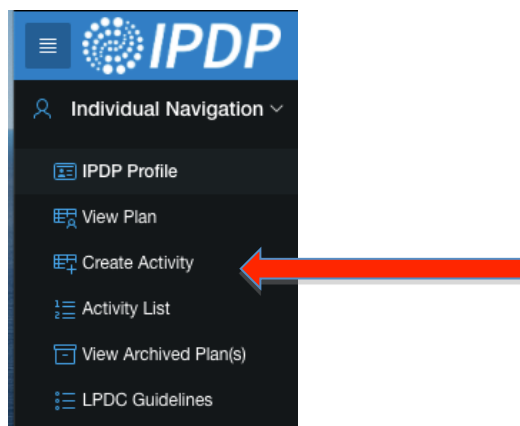 IPDP
Individual Navigation
IPDP Profile
View Plan
Create Activity
Activity List
View Archived Plan(s)
LPDC Guidelines